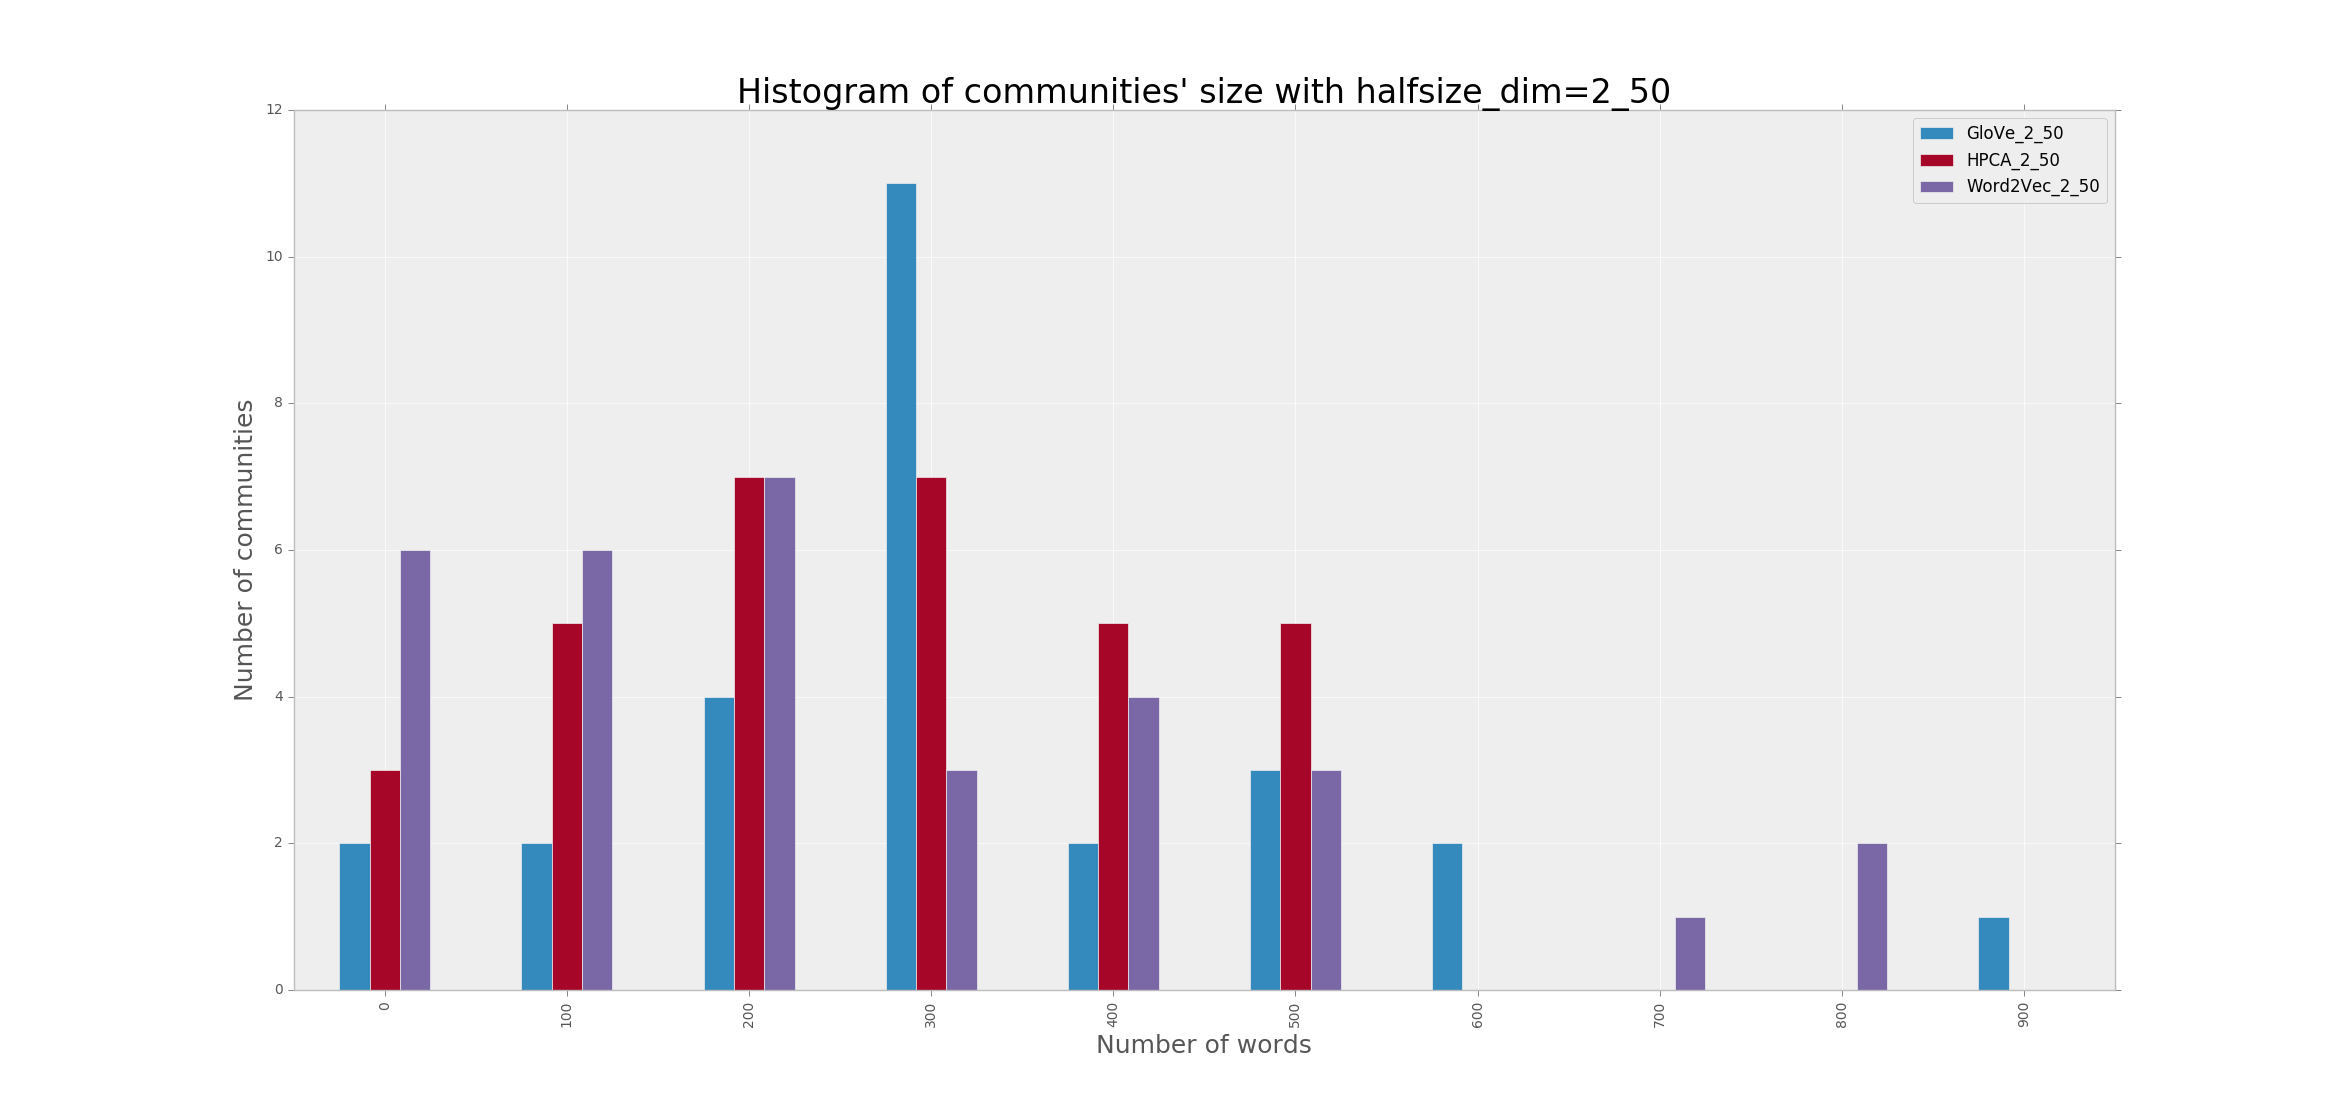 Histogram of communities' size with halfsize_dim=2_50
GloVe_2_50
HPCA_2_50
Word2Vec_2_50
Number of communities
12
10
8
6
4
2
0
0
100
200
300
400
500
600
700
800
900
Number of words